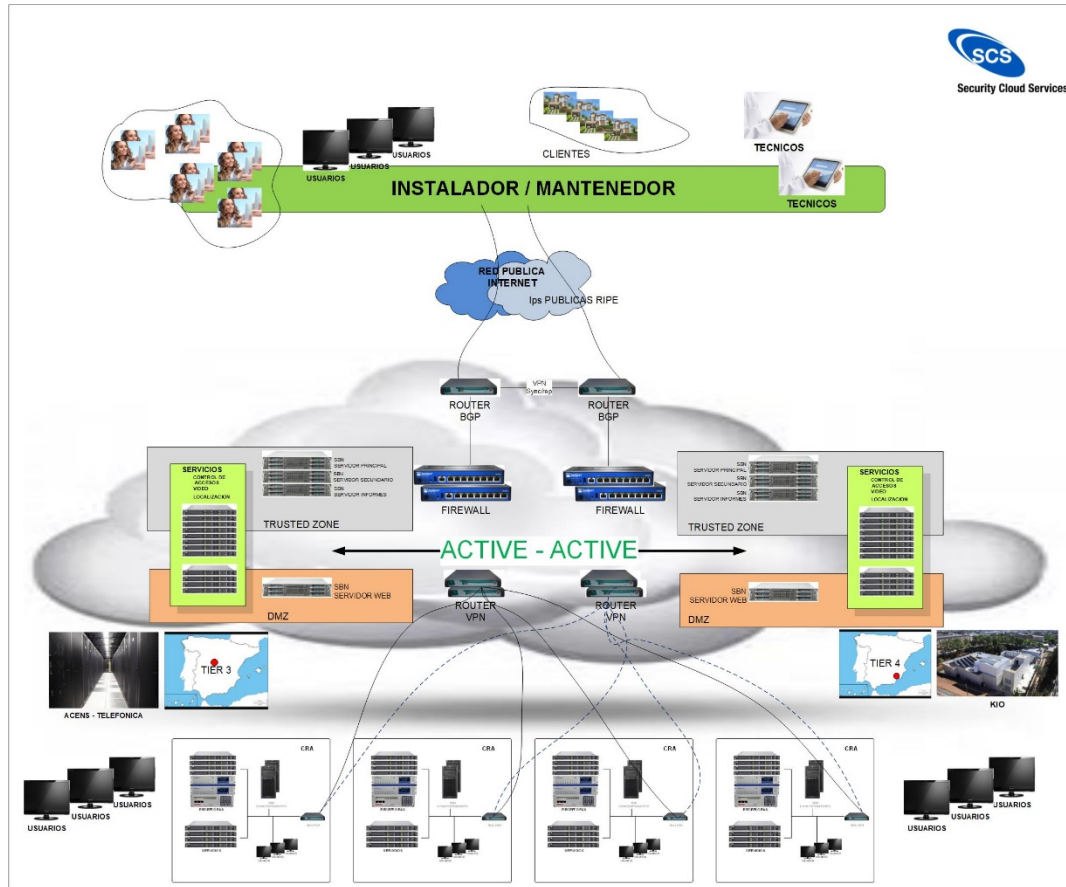 SCS
Security Cloud Services
USUARIOS
USUARIOS
USUARIOS
CLIENTES
TECNICOS
TECNICOS
INSTALADOR / MANTENEDOR
RED PUBLICA
INTERNET
Ips PUBLICAS RIPE
VPN
ROUTER
BGP
ROUTER
BGP
SERVICIOS
CONTROL DE
ACCESOS
VIDEO
LOCALIZACION
SBN
SERVIDOR PRINCIPAL
SBN
SERVIDOR SECUNDARIO
SBN
SERVIDOR INFORMES
TRUSTED ZONE
FIREWALL
FIREWALL
SBN
SERVIDOR PRINCIPAL
SBN
SERVIDOR SECUNDARIO
SBN
SERVIDOR INFORMES
TRUSTED ZONE
SERVICIOS
CONTROL DE
ACCESOS
VIDEO
LOCALIZACION
ACTIVE - ACTIVE
SBN
SERVIDOR WEB
DMZ
ROUTER
VPN
ROUTER
VPN
SBN
SERVIDOR WEB
DMZ
TIER 3
ACENS - TELEFONICA
TIER 4
KIO
USUARIOS
USUARIOS
USUARIOS
CRA
CRA
CRA
CRA
USUARIOS
USUARIOS
USUARIOS